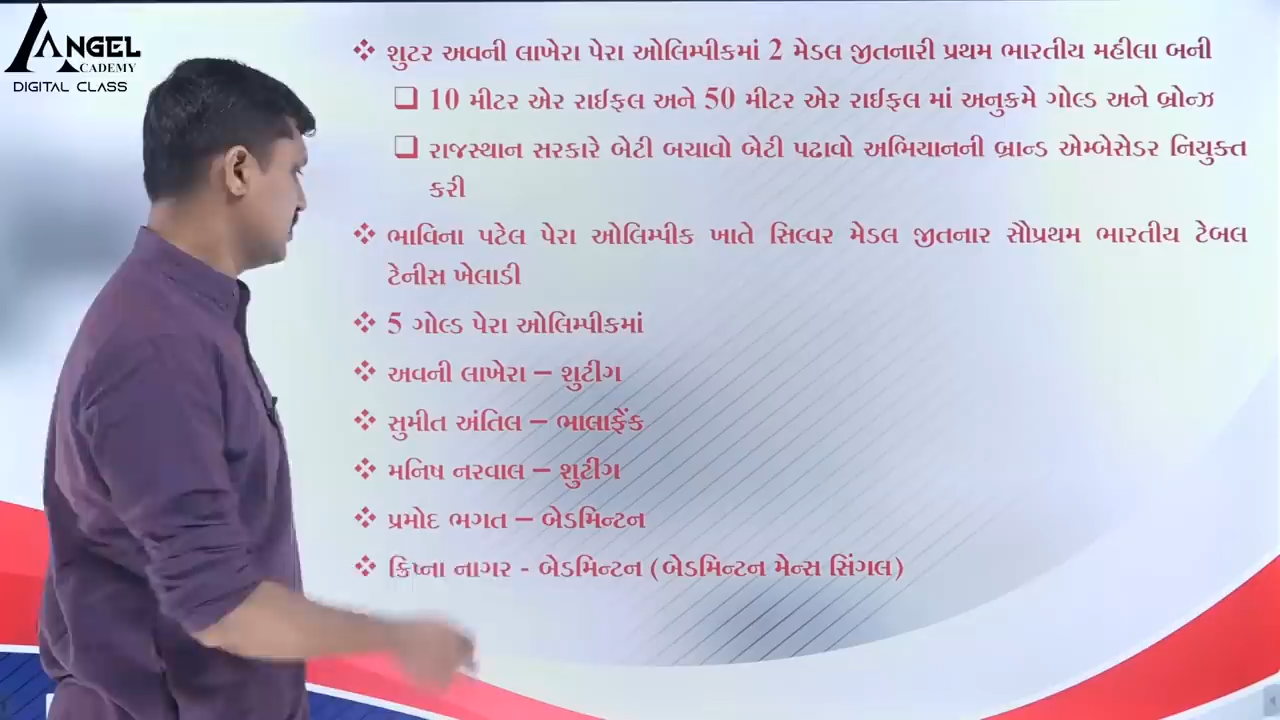 ANGEL
ACADEMY
DIGITAL CLASS
❖ શુટર અવની લાખેરા પેરા ઓલિમ્પીકમાં 2 મેડલ જીતનારી પ્રથમ ભારતીય મહીલા બની
❑ 10 મીટર એર રાઈફલ અને 50 મીટર એર રાઈફલ માં અનુક્રમે ગોલ્ડ અને બ્રોન્ઝ
❑ રાજસ્થાન સરકારે બેટી બચાવો બેટી પઢાવો અભિયાનની બ્રાન્ડ એમ્બેસેડર નિયુક્ત
કરી
❖ ભાવિના પટેલ પેરા ઓલિમ્પીક ખાતે સિલ્વર મેડલ જીતનાર સૌપ્રથમ ભારતીય ટેબલ
ટેનીસ ખેલાડી
❖ 5 ગોલ્ડ પેરા ઓલિમ્પીકમાં
❖ અવની લાખેરા – શુટીંગ
❖ સુમીત અંતિલ – ભાલાફેંક
❖ મનિષ નરવાલ – શુટીંગ
❖ પ્રમોદ ભગત – બેડમિન્ટન
❖ ક્રિષ્ના નાગર - બેડમિન્ટન (બેડમિન્ટન મેન્સ સિંગલ)